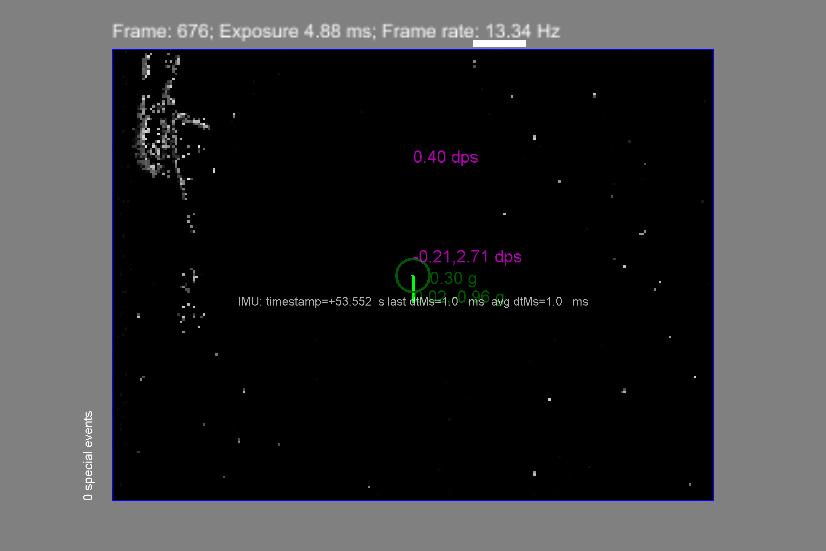 Frame: 676; Exposure 4.88 ms; Frame rate: 13.34 Hz
0.40 dps
-0.21,2.71 dps
0.30 g
IMU: timestamp=+53.552 s last dtMs=1.0 ms avg dtMs=1.0 ms
0 special events